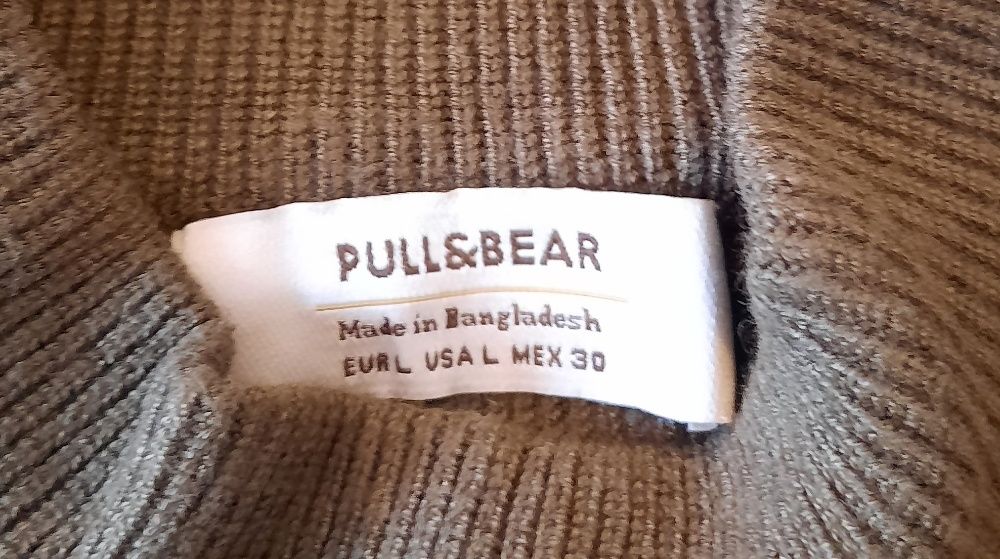 PULL&BEAR
Made in Bangladesh
EUR L USA L MEX 30